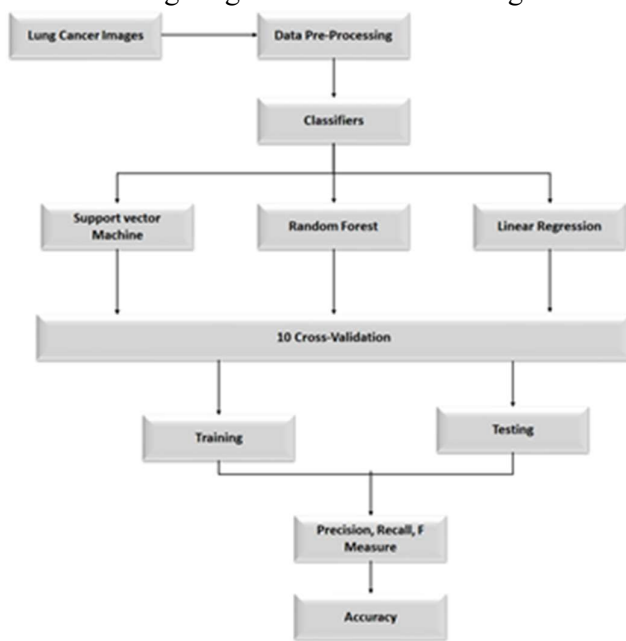 Lung Cancer Images
Data Pre-Processing
Classifiers
Support vector
Machine
Random Forest
Linear Regression
10 Cross-Validation
Training
Testing
Precision, Recall, F
Measure
Accuracy